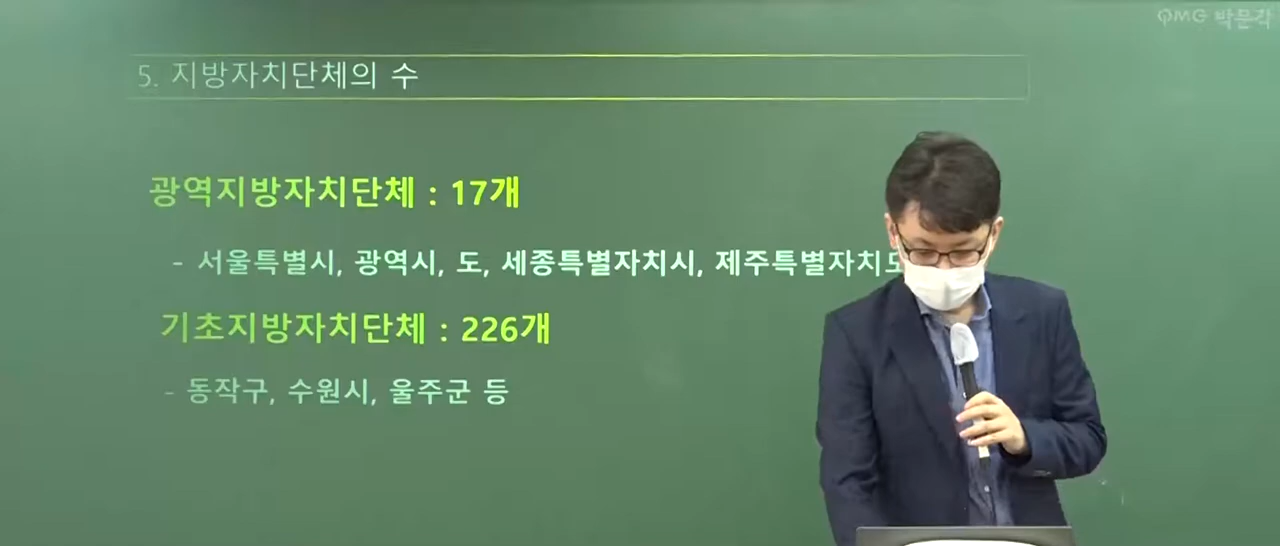 PMG 박문각
5. 지방자치단체의 수
광역지방자치단체 : 17개
- 서울특별시, 광역시, 도, 세종특별자치시, 제주특별자치도
기초지방자치단체 : 226개
- 동작구, 수원시, 울주군 등